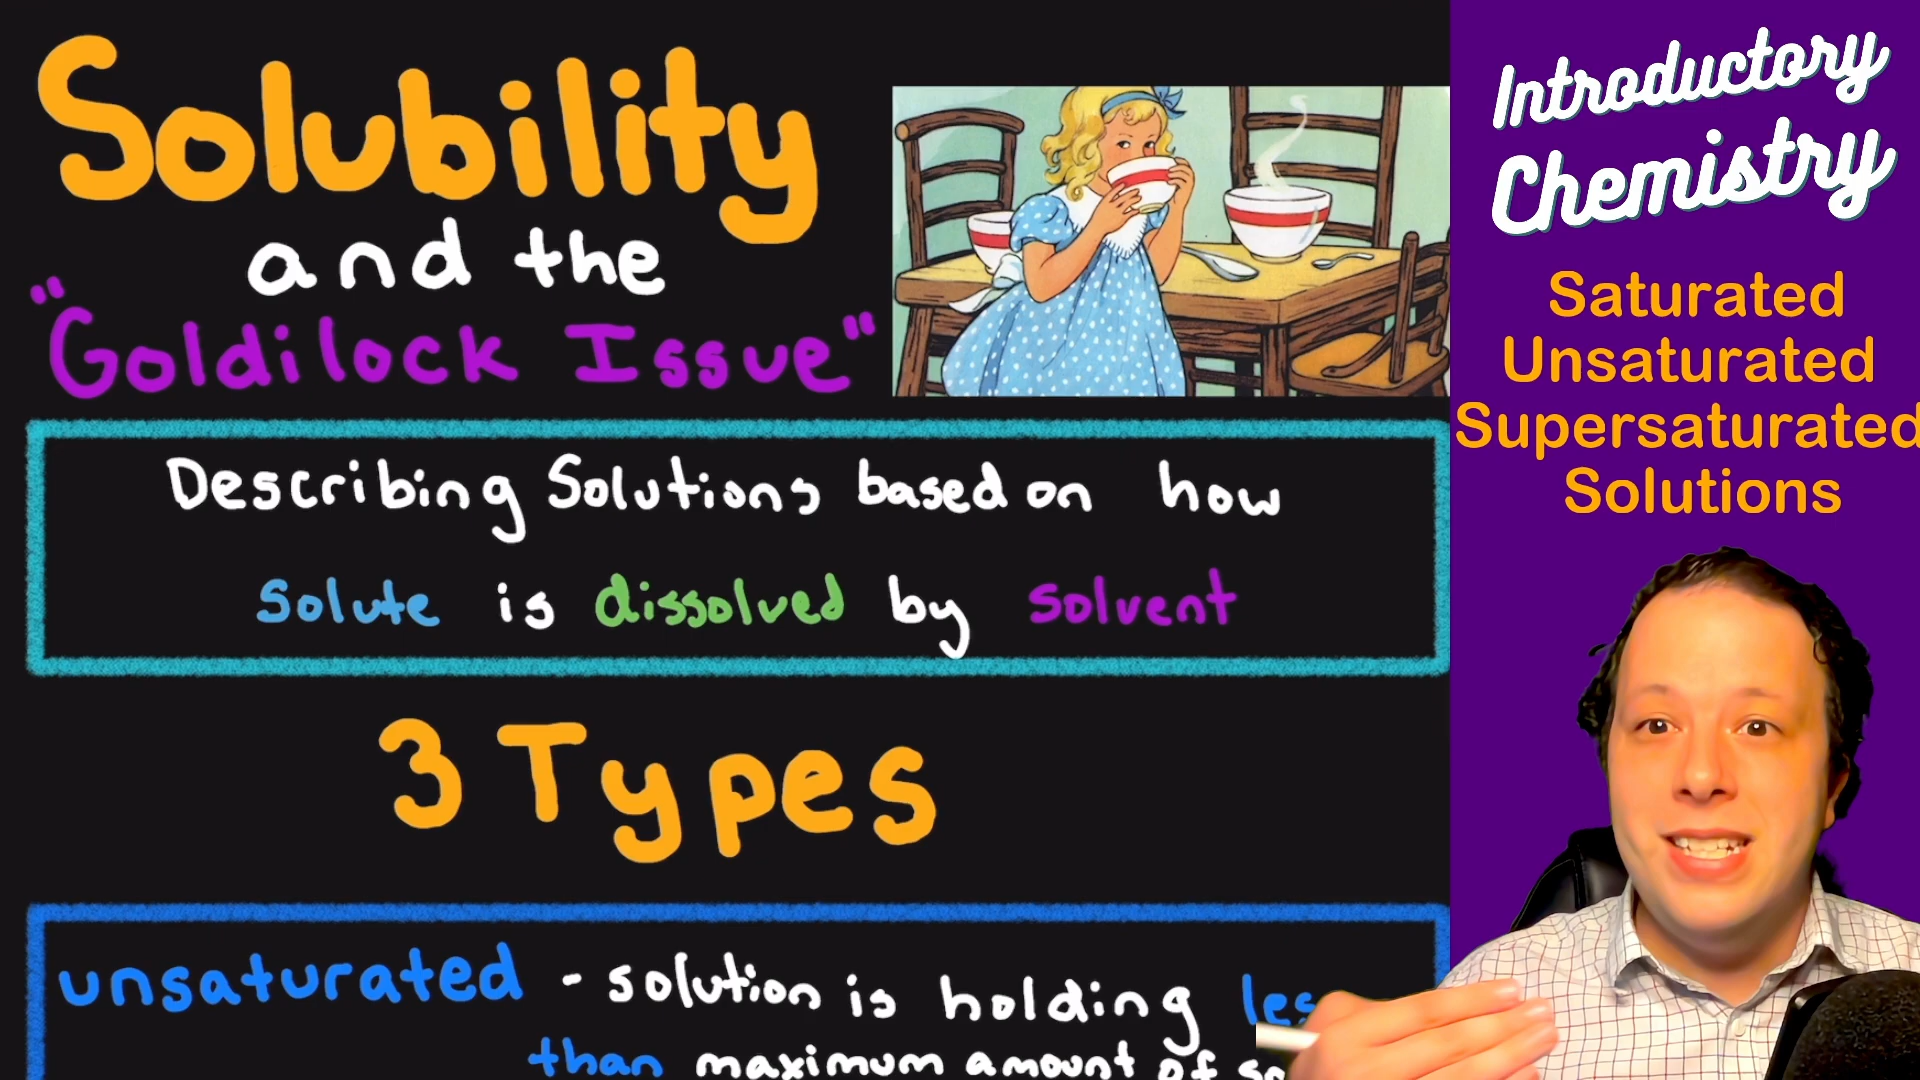 Solubility
and the
"Goldilock Issue"
Describing Solutions based on how
solute is dissolved by solvent
3 Types
unsaturated - solution is holding
than maximum amount of
Introductory
Chemistry
Saturated
Unsaturated
Supersaturated
Solutions